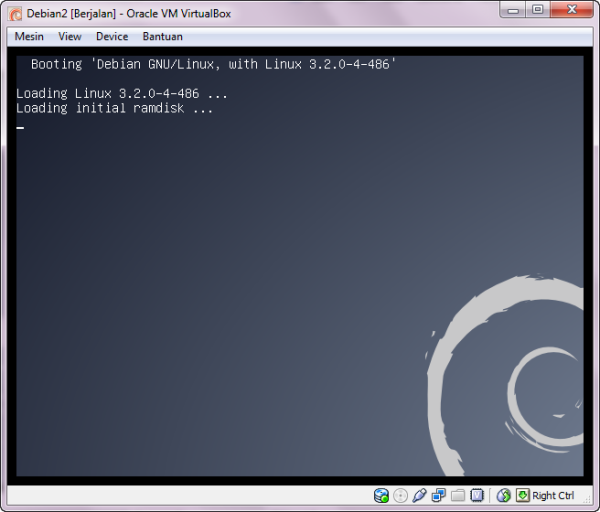 Debian2 [Berjalan] - Oracle VM VirtualBox
Mesin View Device Bantuan
Booting 'Debian GNU/Linux, with Linux 3.2.0-4-486'
Loading Linux 3.2.0-4-486 ...
Loading initial ramdisk ...
Right Ctrl